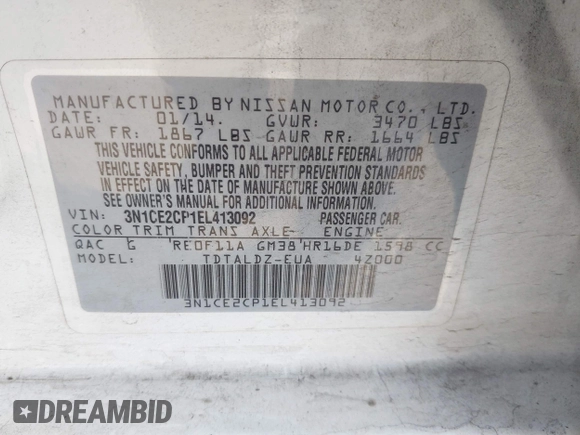 MANUFACTURED BY NISSAN MOTOR CO., LTD.
DATE: 01/14. GVWR: 3470 LBS
GAWR FR: 1867 LBS GAWR RR: 1664 LBS
THIS VEHICLE CONFORMS TO ALL APPLICABLE FEDERAL MOTOR
VEHICLE SAFETY, BUMPER AND THEFT PREVENTION STANDARDS
IN EFFECT ON THE DATE OF MANUFACTURE SHOWN ABOVE.
SEE OWNER'S MANUAL FOR ADDITIONAL INFORMATION
VIN: 3N1CE2CP1EL413092 PASSENGER CAR.
COLOR TRIM TRANS AXLE ENGINE
QAC G RE0F11A GM38 HR16DE 1598 CC
MODEL: TDTALDZ-EUA 4Z000
3N1CE2CP1EL413092
DREAMBID